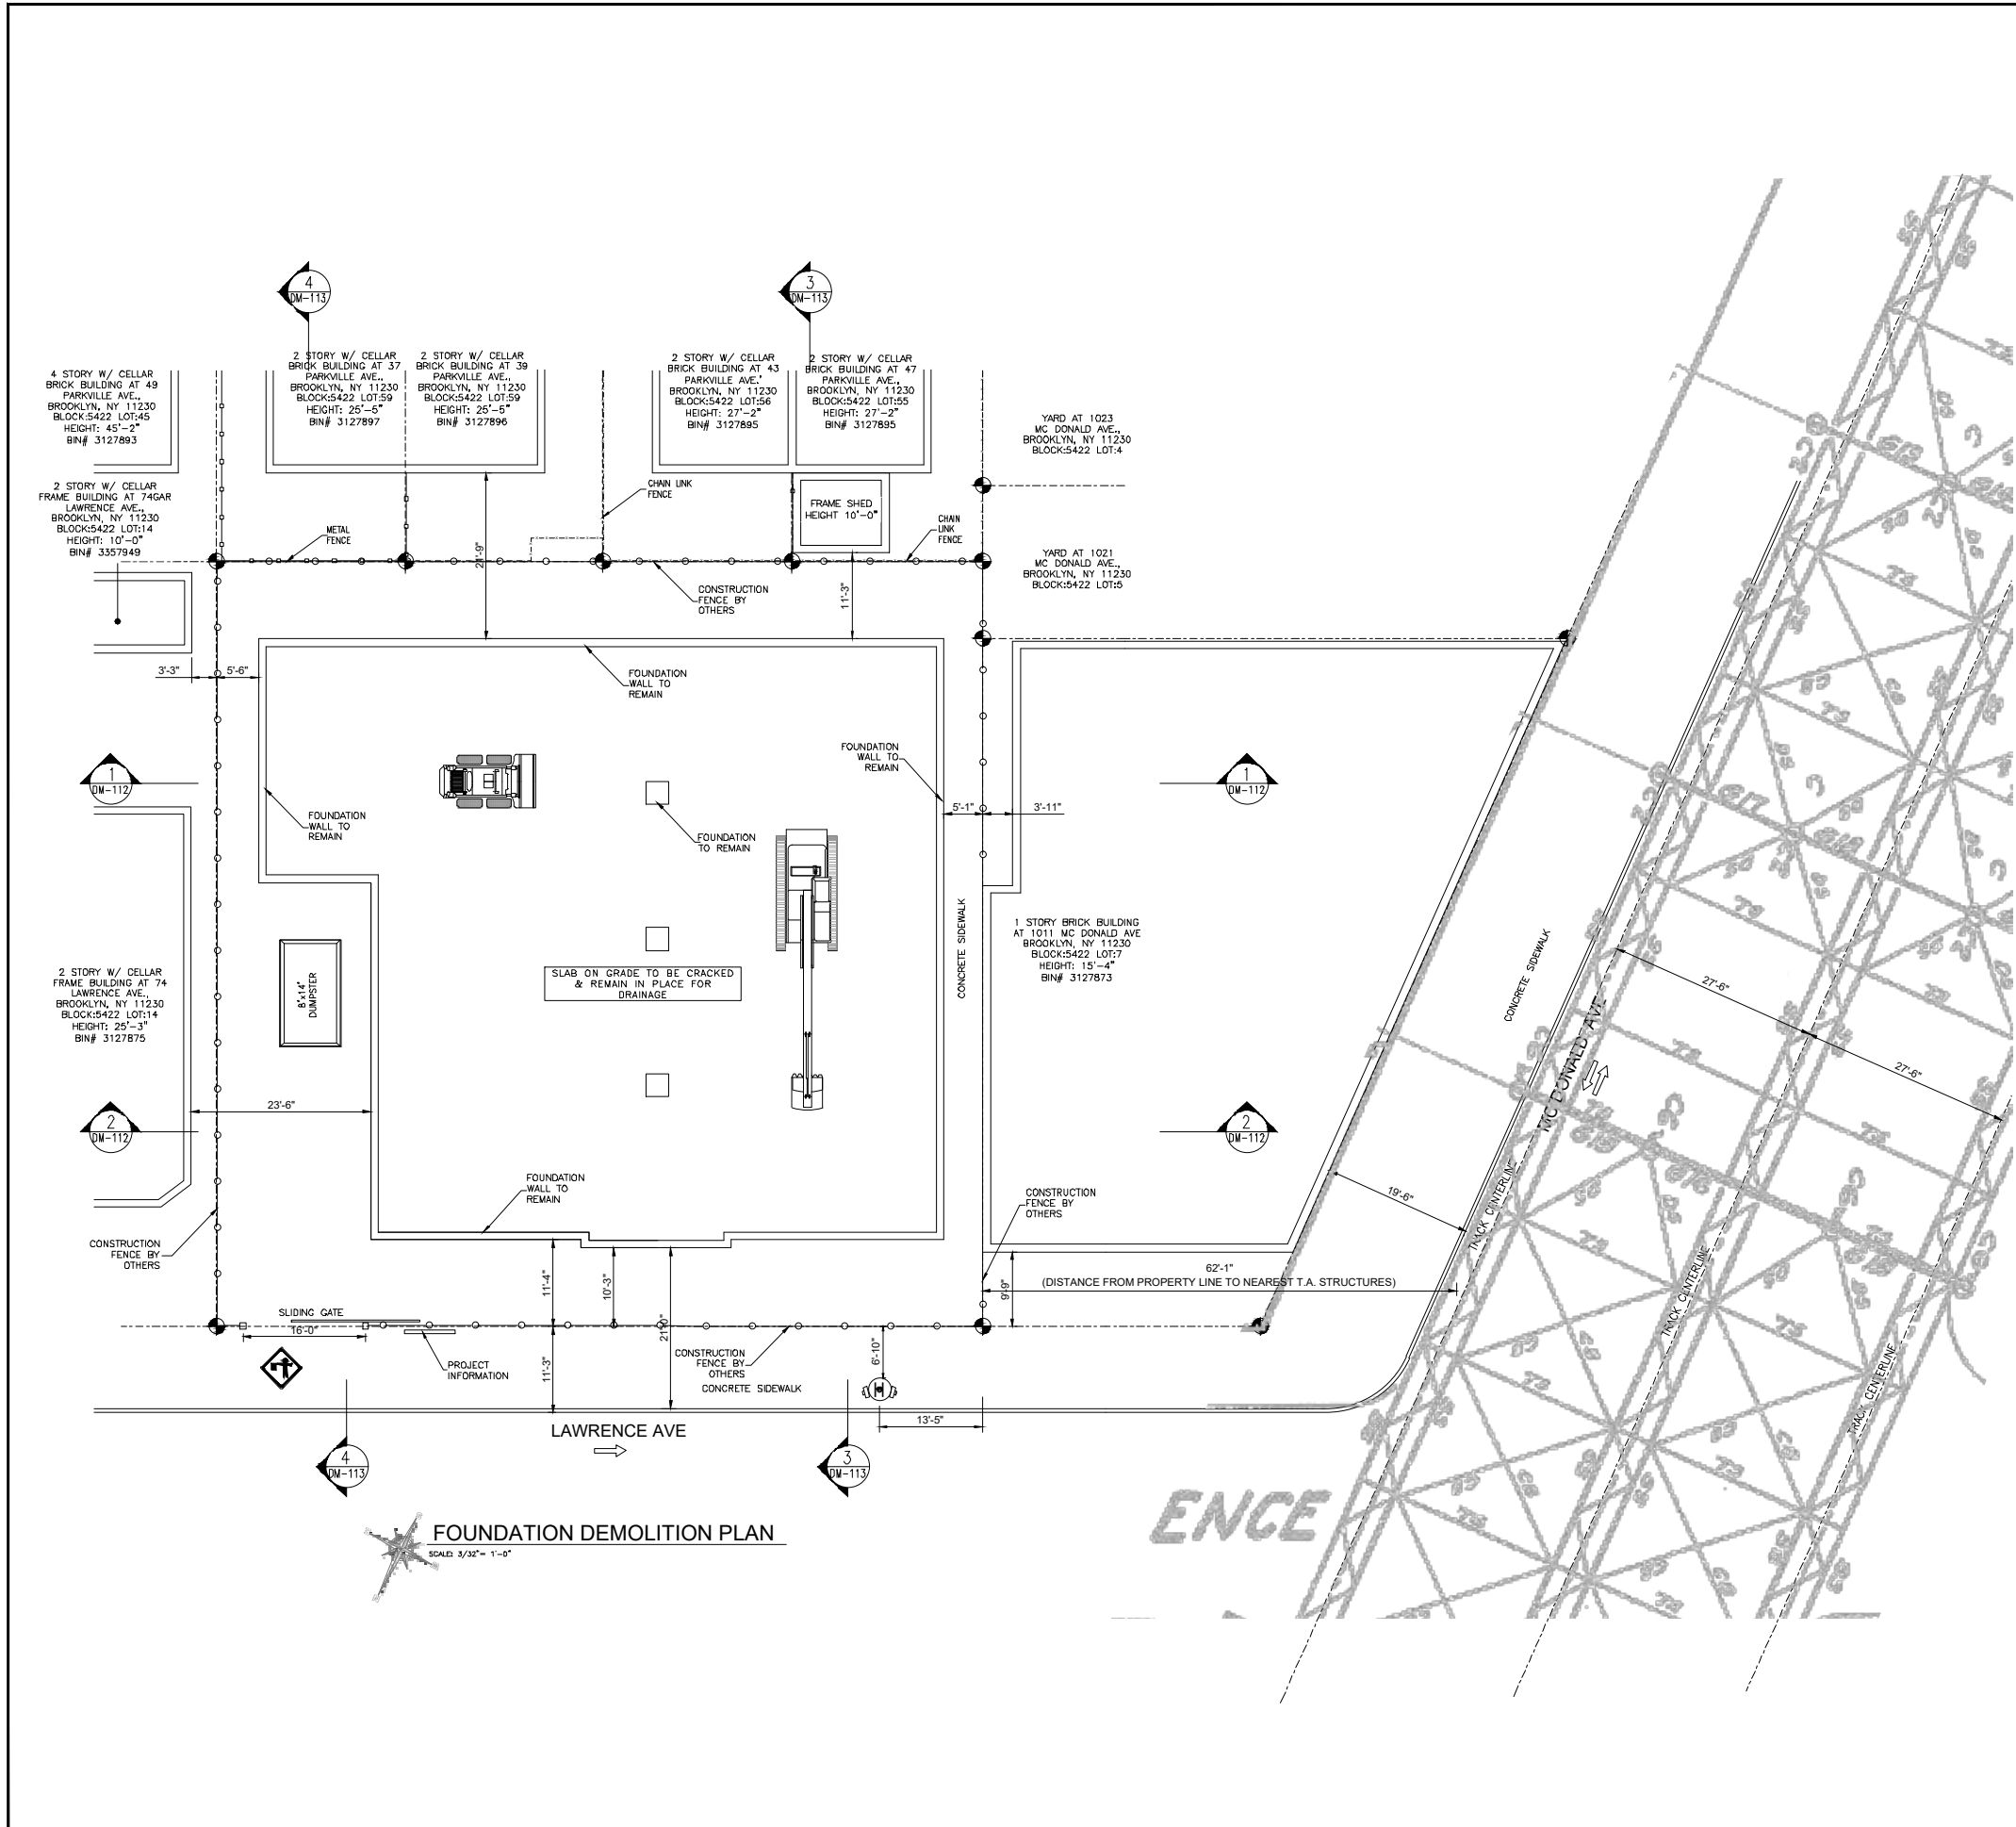 4
DM-113
3
DM-113
4 STORY W/ CELLAR
BRICK BUILDING AT 49
PARKVILLE AVE.,
BROOKLYN, NY 11230
BLOCK:5422 LOT:45
HEIGHT: 45'-2"
BIN# 3127893
2 STORY W/ CELLAR
BRICK BUILDING AT 37
PARKVILLE AVE.,
BROOKLYN, NY 11230
BLOCK:5422 LOT:59
HEIGHT: 25'-5"
BIN# 3127897
2 STORY W/ CELLAR
BRICK BUILDING AT 39
PARKVILLE AVE.,
BROOKLYN, NY 11230
BLOCK:5422 LOT:59
HEIGHT: 25'-5"
BIN# 3127896
2 STORY W/ CELLAR
BRICK BUILDING AT 43
PARKVILLE AVE.'
BROOKLYN, NY 11230
BLOCK:5422 LOT:56
HEIGHT: 27'-2"
BIN# 3127895
2 STORY W/ CELLAR
BRICK BUILDING AT 47
PARKVILLE AVE.,
BROOKLYN, NY 11230
BLOCK:5422 LOT:55
HEIGHT: 27'-2"
BIN# 3127895
YARD AT 1023
MC DONALD AVE.,
BROOKLYN, NY 11230
BLOCK:5422 LOT:4
2 STORY W/ CELLAR
FRAME BUILDING AT 74GAR
LAWRENCE AVE.,
BROOKLYN, NY 11230
BLOCK:5422 LOT:14
HEIGHT: 10'-0"
BIN# 3357949
METAL
FENCE
CHAIN LINK
FENCE
FRAME SHED
HEIGHT 10'-0"
CHAIN
LINK
FENCE
21'-9"
YARD AT 1021
MC DONALD AVE.,
BROOKLYN, NY 11230
BLOCK:5422 LOT:5
CONSTRUCTION
FENCE BY
OTHERS
11'-3"
3'-3"
5'-6"
FOUNDATION
WALL TO
REMAIN
1
DM-112
FOUNDATION
WALL TO
REMAIN
FOUNDATION
TO REMAIN
FOUNDATION
WALL TO
REMAIN
5'-1"
3'-11"
1
DM-112
2 STORY W/ CELLAR
FRAME BUILDING AT 74
LAWRENCE AVE.,
BROOKLYN, NY 11230
BLOCK:5422 LOT:14
HEIGHT: 25'-3"
BIN# 3127875
8'x14'
DUMPSTER
SLAB ON GRADE TO BE CRACKED
& REMAIN IN PLACE FOR
DRAINAGE
CONCRETE SIDEWALK
1 STORY BRICK BUILDING
AT 1011 MC DONALD AVE
BROOKLYN, NY 11230
BLOCK:5422 LOT:7
HEIGHT: 15'-4"
BIN# 3127873
CONCRETE SIDEWALK
MC DONALD AVE
27'-6"
27'-6"
23'-6"
2
DM-112
2
DM-112
FOUNDATION
WALL TO
REMAIN
CONSTRUCTION
FENCE BY
OTHERS
19'-6"
TRACK CENTERLINE
TRACK CENTERLINE
TRACK CENTERLINE
CONSTRUCTION
FENCE BY
OTHERS
11'-4"
10'-3"
21'-0"
9'-9"
62'-1"
(DISTANCE FROM PROPERTY LINE TO NEAREST T.A. STRUCTURES)
SLIDING GATE
16'-0"
PROJECT
INFORMATION
11'-3"
CONSTRUCTION
FENCE BY
OTHERS
CONCRETE SIDEWALK
6'-10"
H
13'-5"
LAWRENCE AVE
4
DM-113
3
DM-113
ENCE
FOUNDATION DEMOLITION PLAN
SCALE: 3/32"= 1'-0"